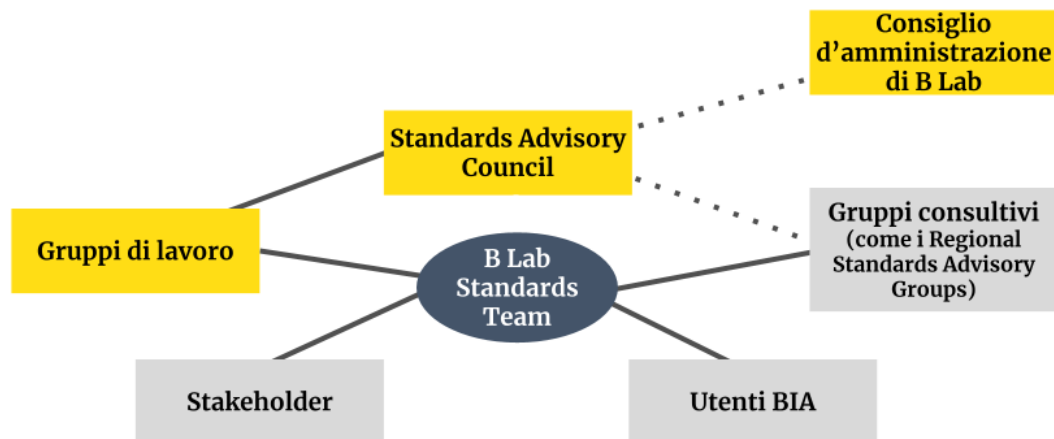 Consiglio
d’amministrazione
di B Lab
Standards Advisory
Council
Gruppi consultivi
(come i Regional
Standards Advisory
Groups)
Gruppi di lavoro
B Lab
Standards
Team
Stakeholder
Utenti BIA